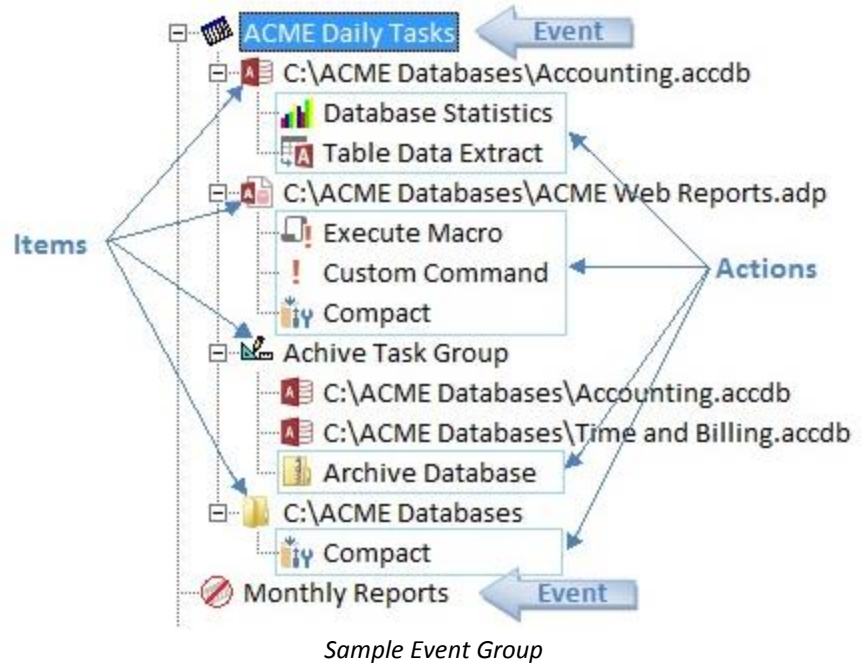 ACME Daily Tasks Event
C:\ACME Databases\Accounting.accdb
Database Statistics
Table Data Extract
C:\ACME Databases\ACME Web Reports.adp
Execute Macro
Items
Custom Command
Actions
Compact
Achive Task Group
C:\ACME Databases\Accounting.accdb
C:\ACME Databases\Time and Billing.accdb
Archive Database
C:\ACME Databases
Compact
Monthly Reports Event
Sample Event Group